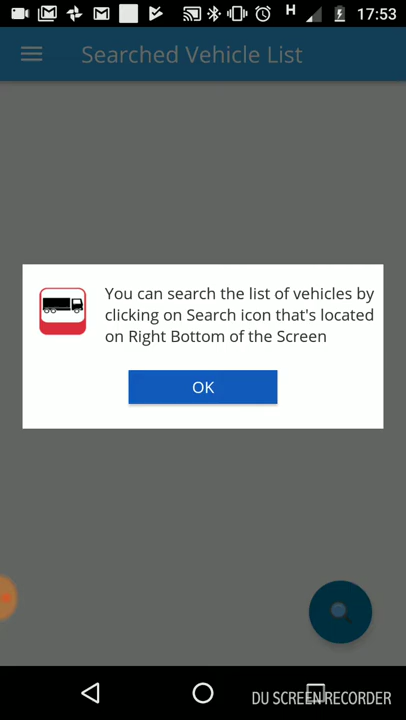 H 17:53
Searched Vehicle List
You can search the list of vehicles by
clicking on Search icon that's located
on Right Bottom of the Screen
OK
DU SCREEN RECORDER